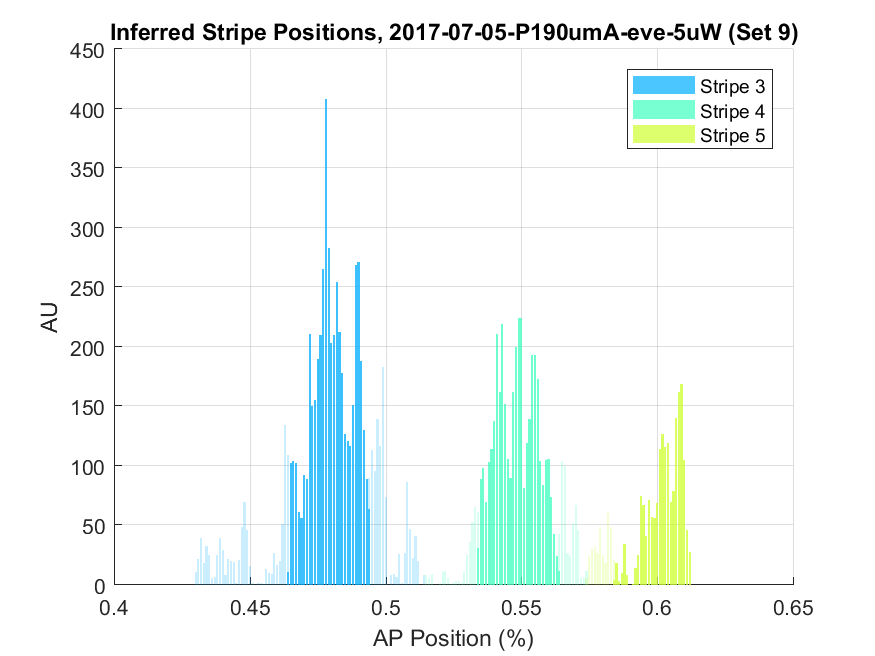 Inferred Stripe Positions, 2017-07-05-P190umA-eve-5uW (Set 9)
450
400
350
300
250
200
150
100
50
0
AU
Stripe 3
Stripe 4
Stripe 5
0.4
0.45
0.5
0.55
0.6
0.65
AP Position (%)